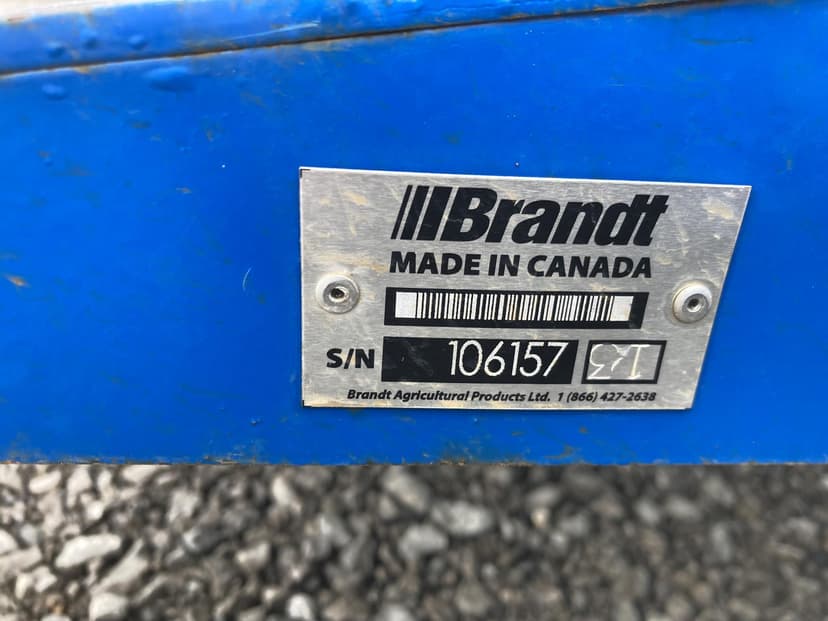 Brandt
MADE IN CANADA
S/N 106157
Brandt Agricultural Products Ltd. 1 (866) 427-2638